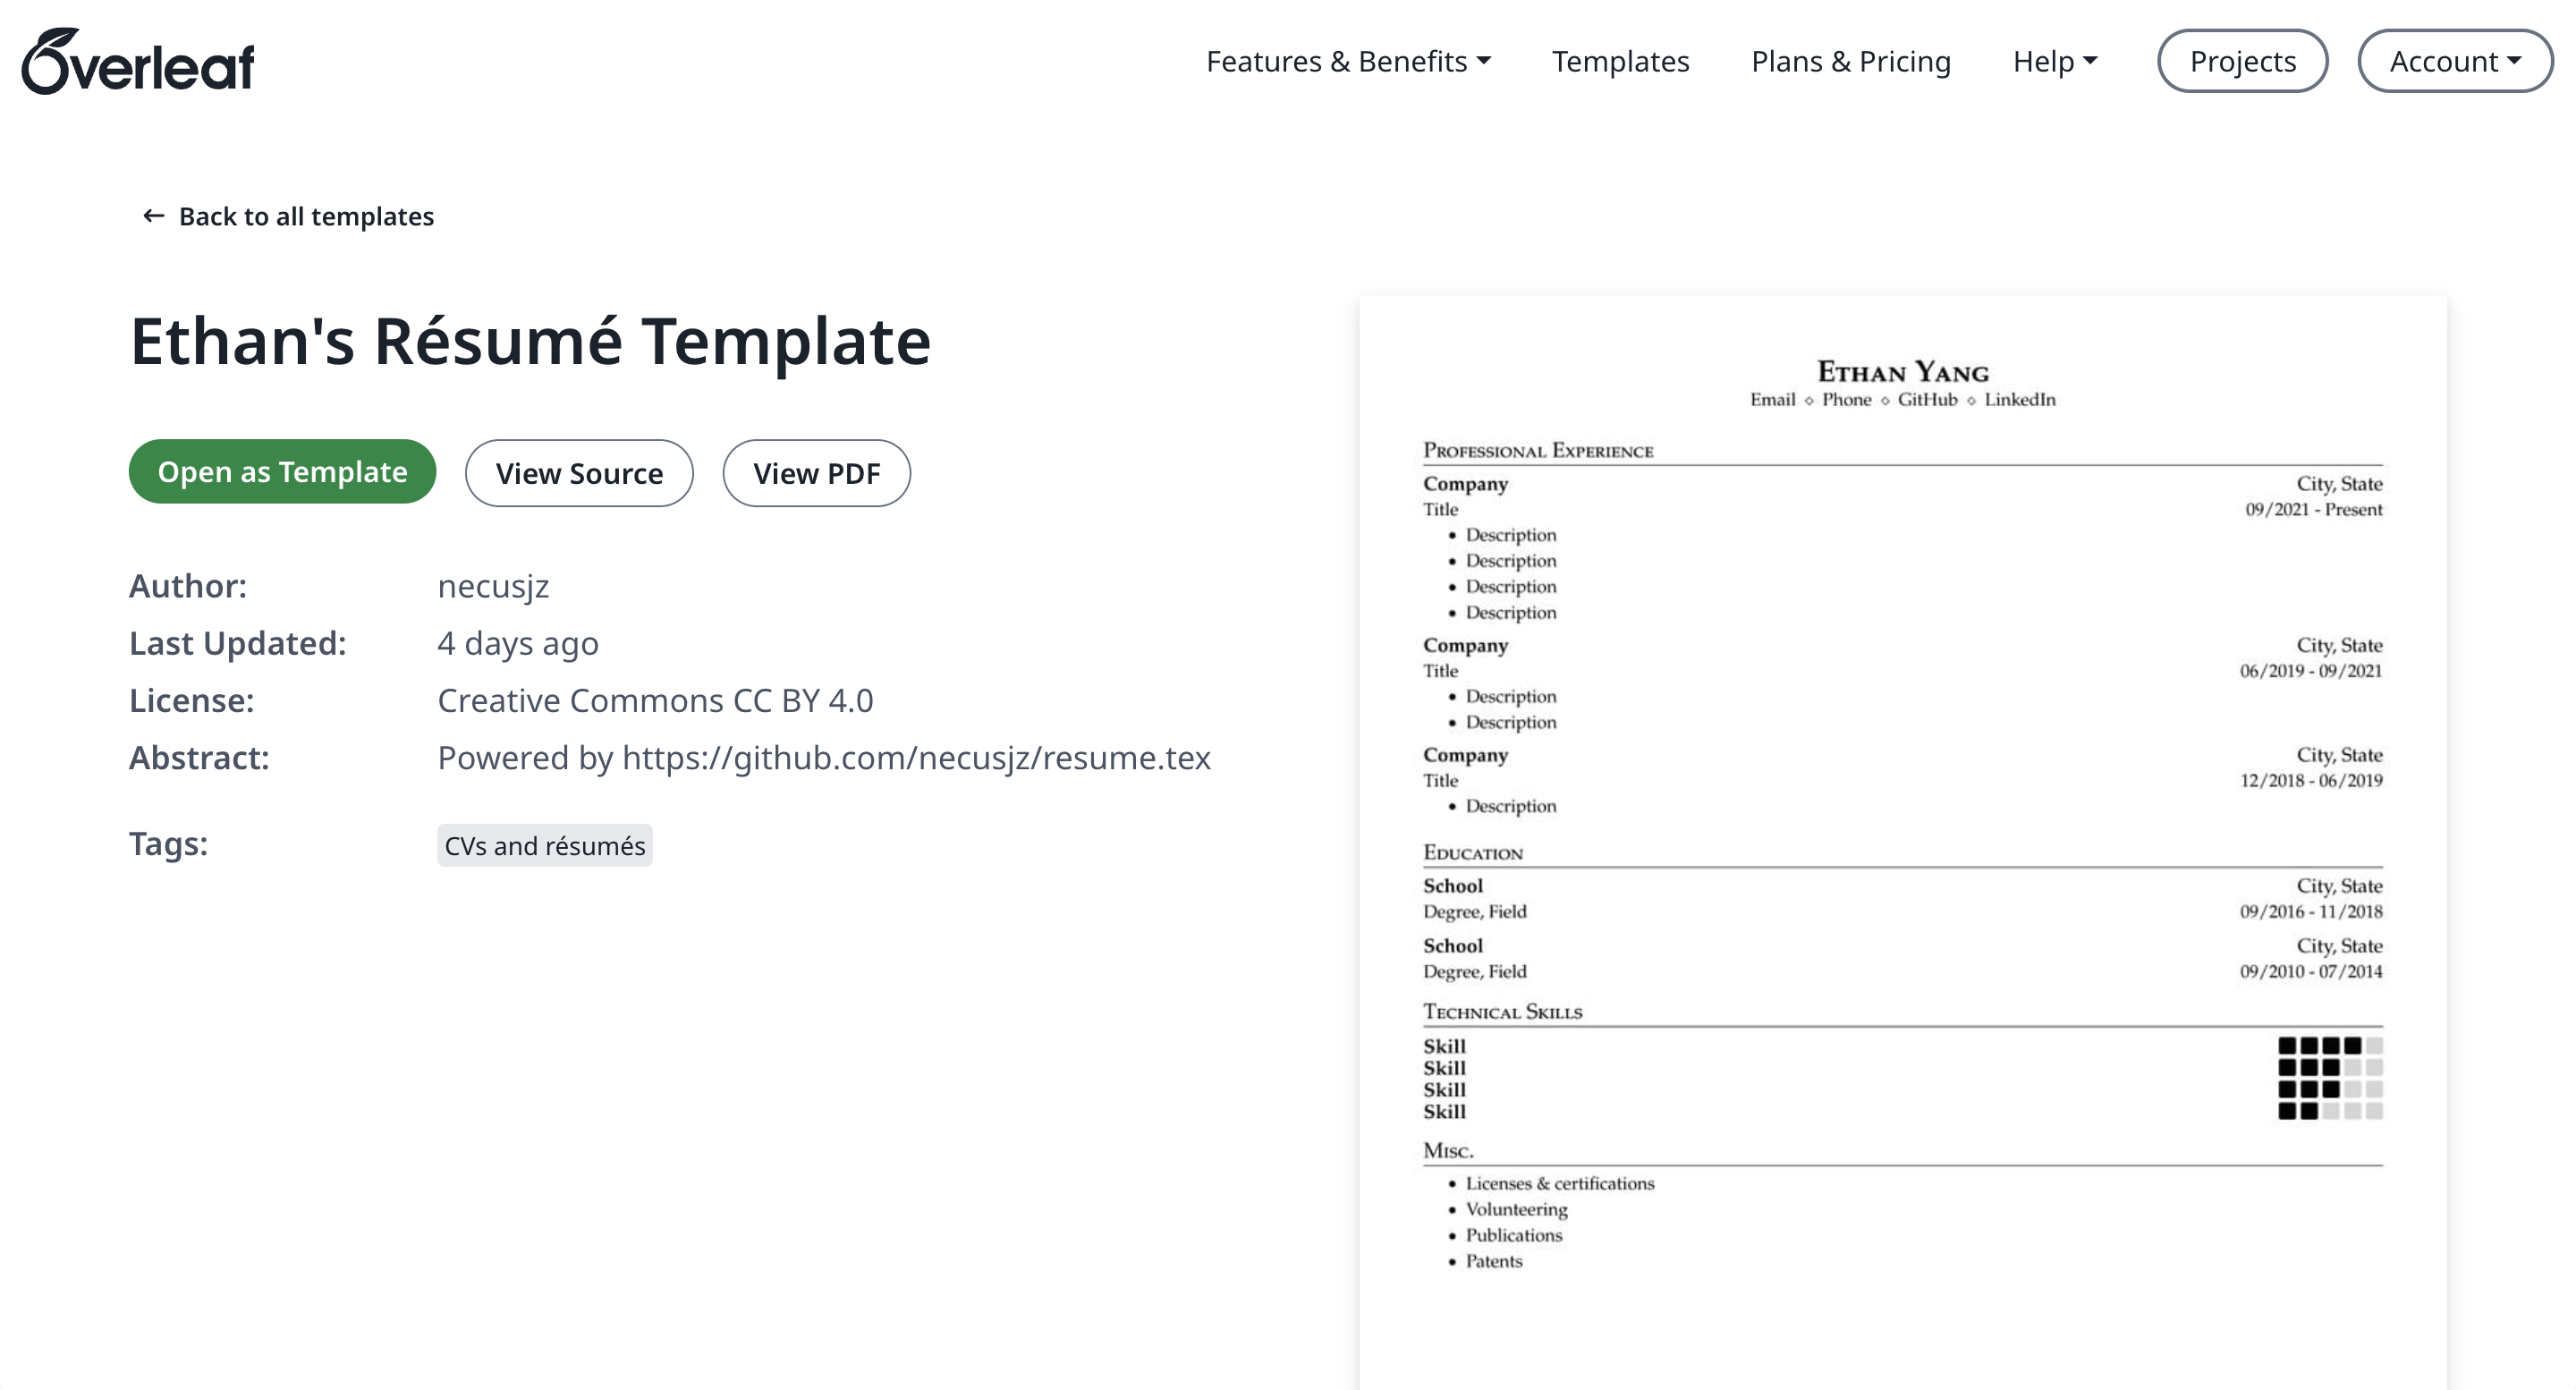 Overleaf
Features & Benefits
Templates
Plans & Pricing
Help
Projects
Account
← Back to all templates
Ethan's Résumé Template
Open as Template
View Source
View PDF
Author: necusjz
Last Updated: 4 days ago
License: Creative Commons CC BY 4.0
Abstract: Powered by https://github.com/necusjz/resume.tex
Tags: CVs and résumés
Ethan Yang
Email ⋄ Phone ⋄ GitHub ⋄ LinkedIn
Professional Experience
Company City, State
Title 09/2021 - Present
• Description
• Description
• Description
• Description
Company City, State
Title 06/2019 - 09/2021
• Description
• Description
Company City, State
Title 12/2018 - 06/2019
• Description
Education
School City, State
Degree, Field 09/2016 - 11/2018
School City, State
Degree, Field 09/2010 - 07/2014
Technical Skills
Skill
Skill
Skill
Skill
Misc.
• Licenses & certifications
• Volunteering
• Publications
• Patents